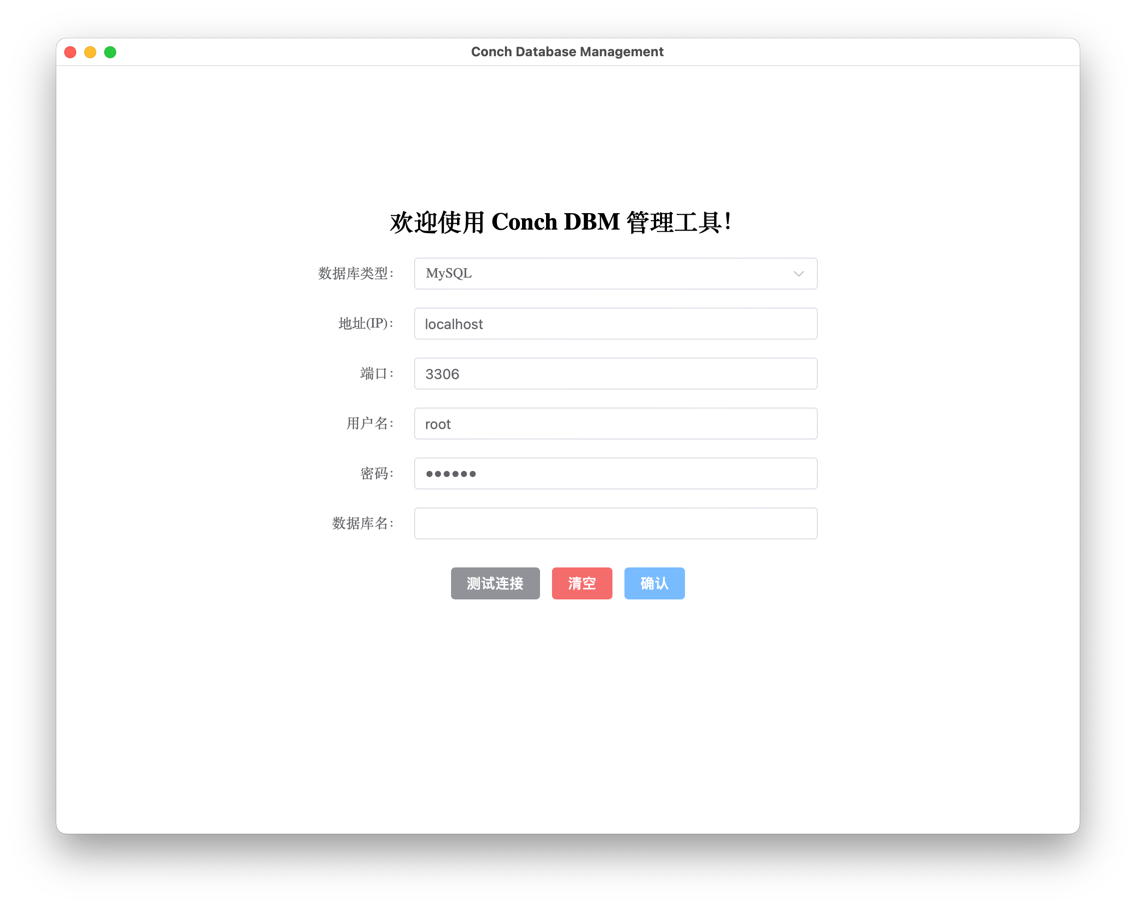 Conch Database Management
欢迎使用 Conch DBM 管理工具！
数据库类型： MySQL
地址(IP)： localhost
端口： 3306
用户名： root
密码： ●●●●●●
数据库名：
测试连接 清空 确认